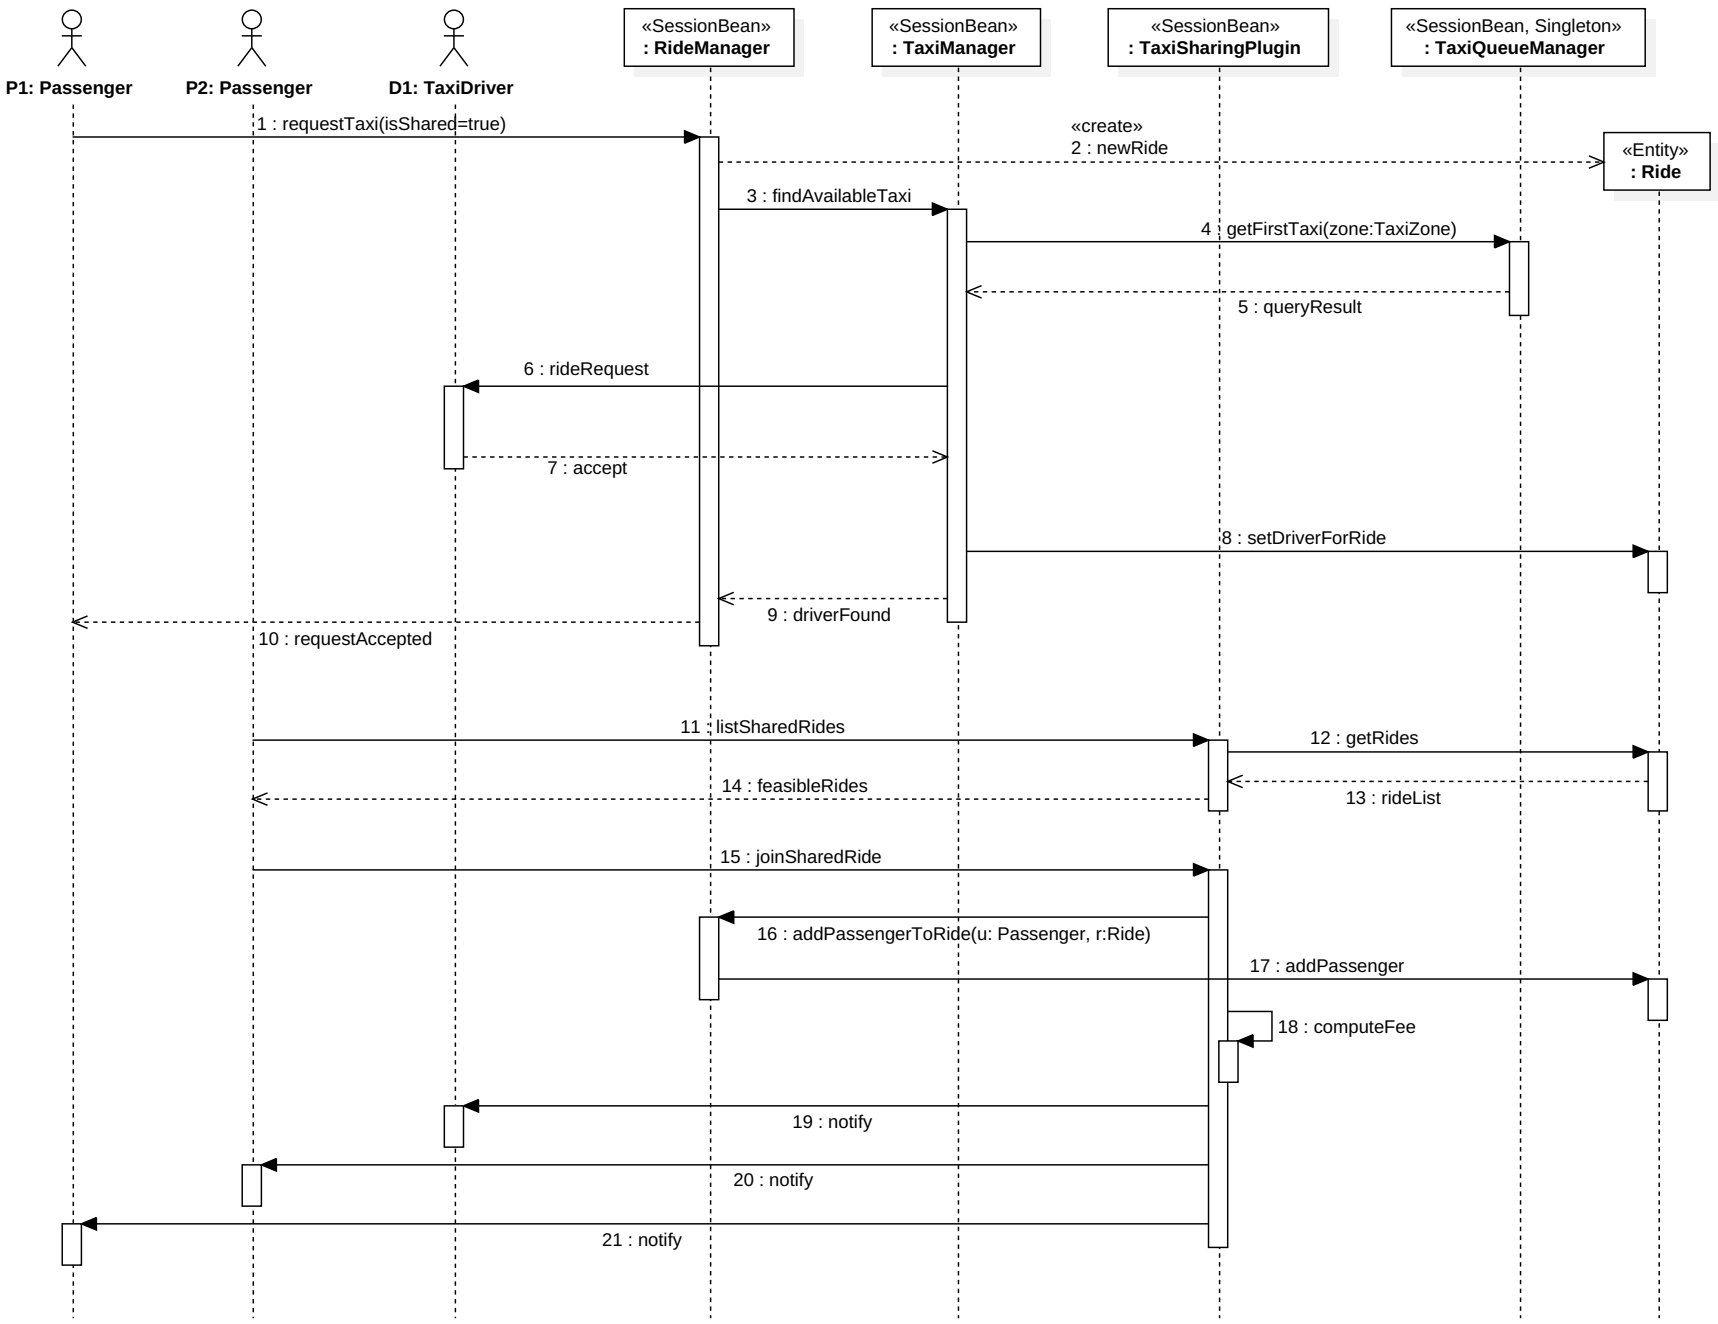 «SessionBean»
: RideManager
«SessionBean»
: TaxiManager
«SessionBean»
: TaxiSharingPlugin
«SessionBean, Singleton»
: TaxiQueueManager
P1: Passenger
P2: Passenger
D1: TaxiDriver
1 : requestTaxi(isShared=true)
«create»
2 : newRide
«Entity»
: Ride
3 : findAvailableTaxi
4 : getFirstTaxi(zone:TaxiZone)
5 : queryResult
6 : rideRequest
7 : accept
8 : setDriverForRide
9 : driverFound
10 : requestAccepted
11 : listSharedRides
12 : getRides
14 : feasibleRides
13 : rideList
15 : joinSharedRide
16 : addPassengerToRide(u: Passenger, r:Ride)
17 : addPassenger
18 : computeFee
19 : notify
20 : notify
21 : notify